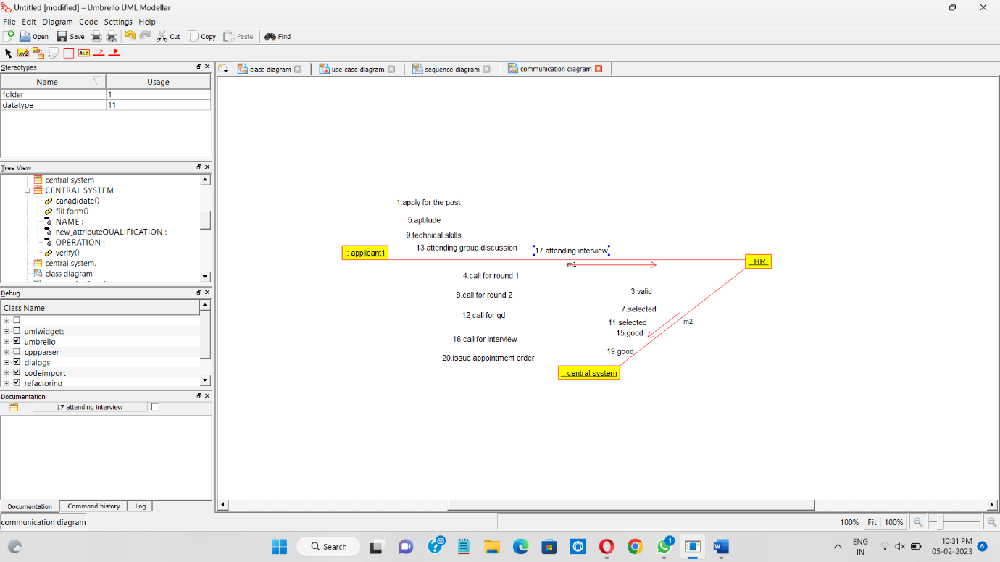 Untitled [modified] – Umbrello UML Modeller
File Edit Diagram Code Settings Help
Open Save Cut Copy Paste Find
XYZ A:B
Stereotypes
class diagram use case diagram sequence diagram communication diagram
Name Usage
folder 1
datatype 11
Tree View
central system
CENTRAL SYSTEM
canadidate()
fill form()
NAME :
new_attributeQUALIFICATION :
OPERATION :
verify()
central system.
class diagram
Debug
Class Name
umlwidgets
umbrello
cppparser
dialogs
codeimport
refactoring
Documentation
17 attending interview
Documentation Command history Log
1.apply for the post
5.aptitude
9.technical skills
13 attending group discussion
17 attending interview
: applicant1
: HR.
m1
4.call for round 1
8.call for round 2
12 call for gd
16 call for interview
20.issue appointment order
3.valid
7.selected
11.selected
15.good
19 good
m2
: central system
communication diagram
100% Fit 100%
Search
1
ENG
IN
10:31 PM
05-02-2023
6